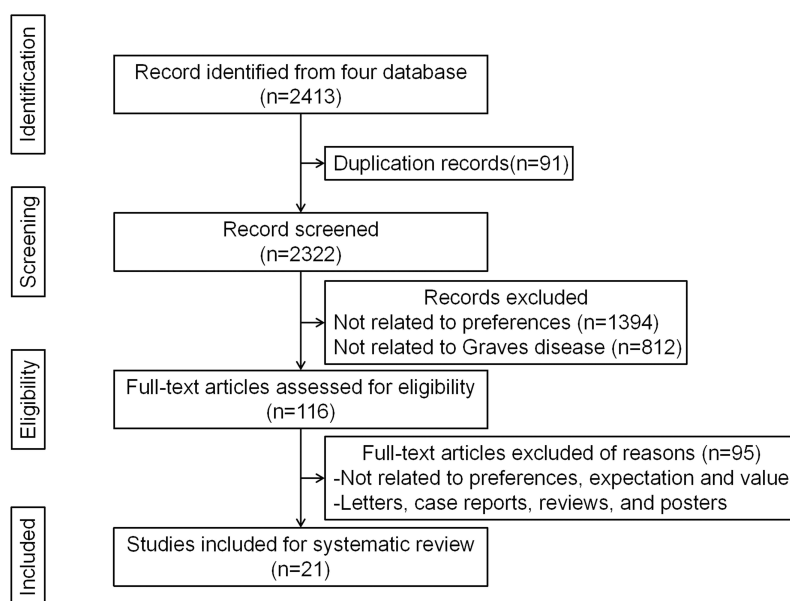 Identification
Record identified from four database
(n=2413)
Duplication records(n=91)
Screening
Record screened
(n=2322)
Records excluded
Not related to preferences (n=1394)
Not related to Graves disease (n=812)
Eligibility
Full-text articles assessed for eligibility
(n=116)
Full-text articles excluded of reasons (n=95)
-Not related to preferences, expectation and value
-Letters, case reports, reviews, and posters
Included
Studies included for systematic review
(n=21)